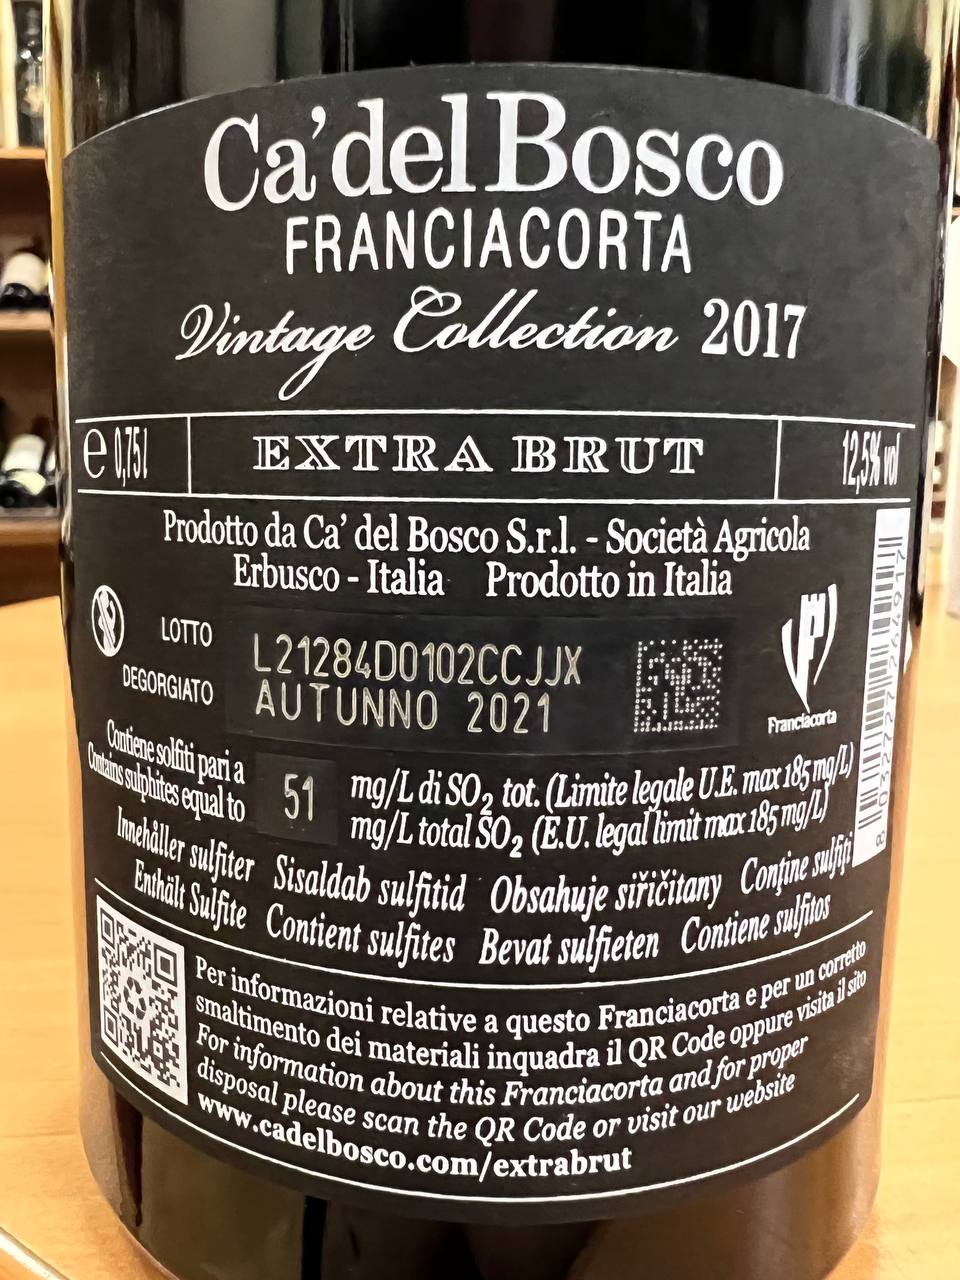 Ca'del Bosco
FRANCIACORTA
Vintage Collection 2017
e 0,75l
EXTRA BRUT
12,5% vol
Prodotto da Ca' del Bosco S.r.l. - Società Agricola
Erbusco - Italia Prodotto in Italia
LOTTO
L21284D0102CCJJX
DEGORGIATO
AUTUNNO 2021
Franciacorta
Contiene solfiti pari a
Contains sulphites equal to
51
mg/L di SO2 tot. (Limite legale U.E. max 185 mg/L)
mg/L total SO2 (E.U. legal limit max 185 mg/L)
Innehåller sulfiter Sisaldab sulfitid Obsahuje siřičitany Conţine sulfiţi
Enthält Sulfite Contient sulfites Bevat sulfieten Contiene sulfitos
Per informazioni relative a questo Franciacorta e per un corretto
smaltimento dei materiali inquadra il QR Code oppure visita il sito
For information about this Franciacorta and for proper
disposal please scan the QR Code or visit our website
www.cadelbosco.com/extrabrut